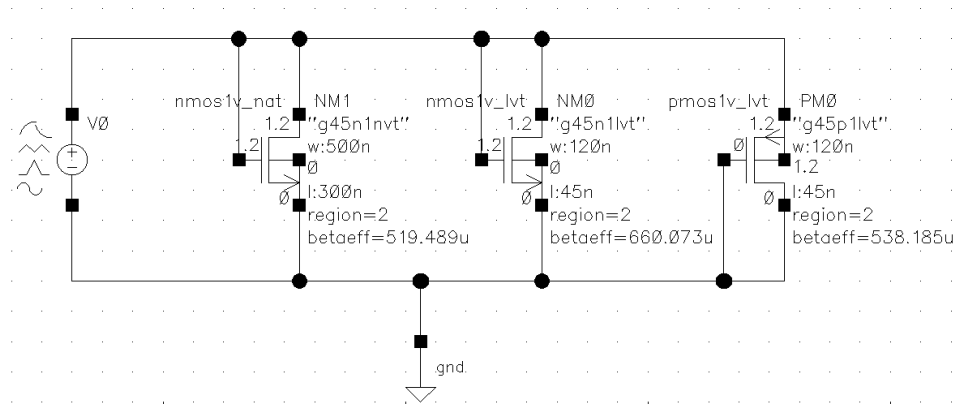 V0
nmos1v_nat NM1
1.2 "g45n1nvt"
1.2 w:500n
0
0 l:300n
region=2
betaeff=519.489u
nmos1v_lvt NM0
1.2 "g45n1lvt"
1.2 w:120n
0
0 l:45n
region=2
betaeff=660.073u
pmos1v_lvt PM0
1.2 "g45p1lvt"
0 w:120n
1.2
0 l:45n
region=2
betaeff=538.185u
gnd